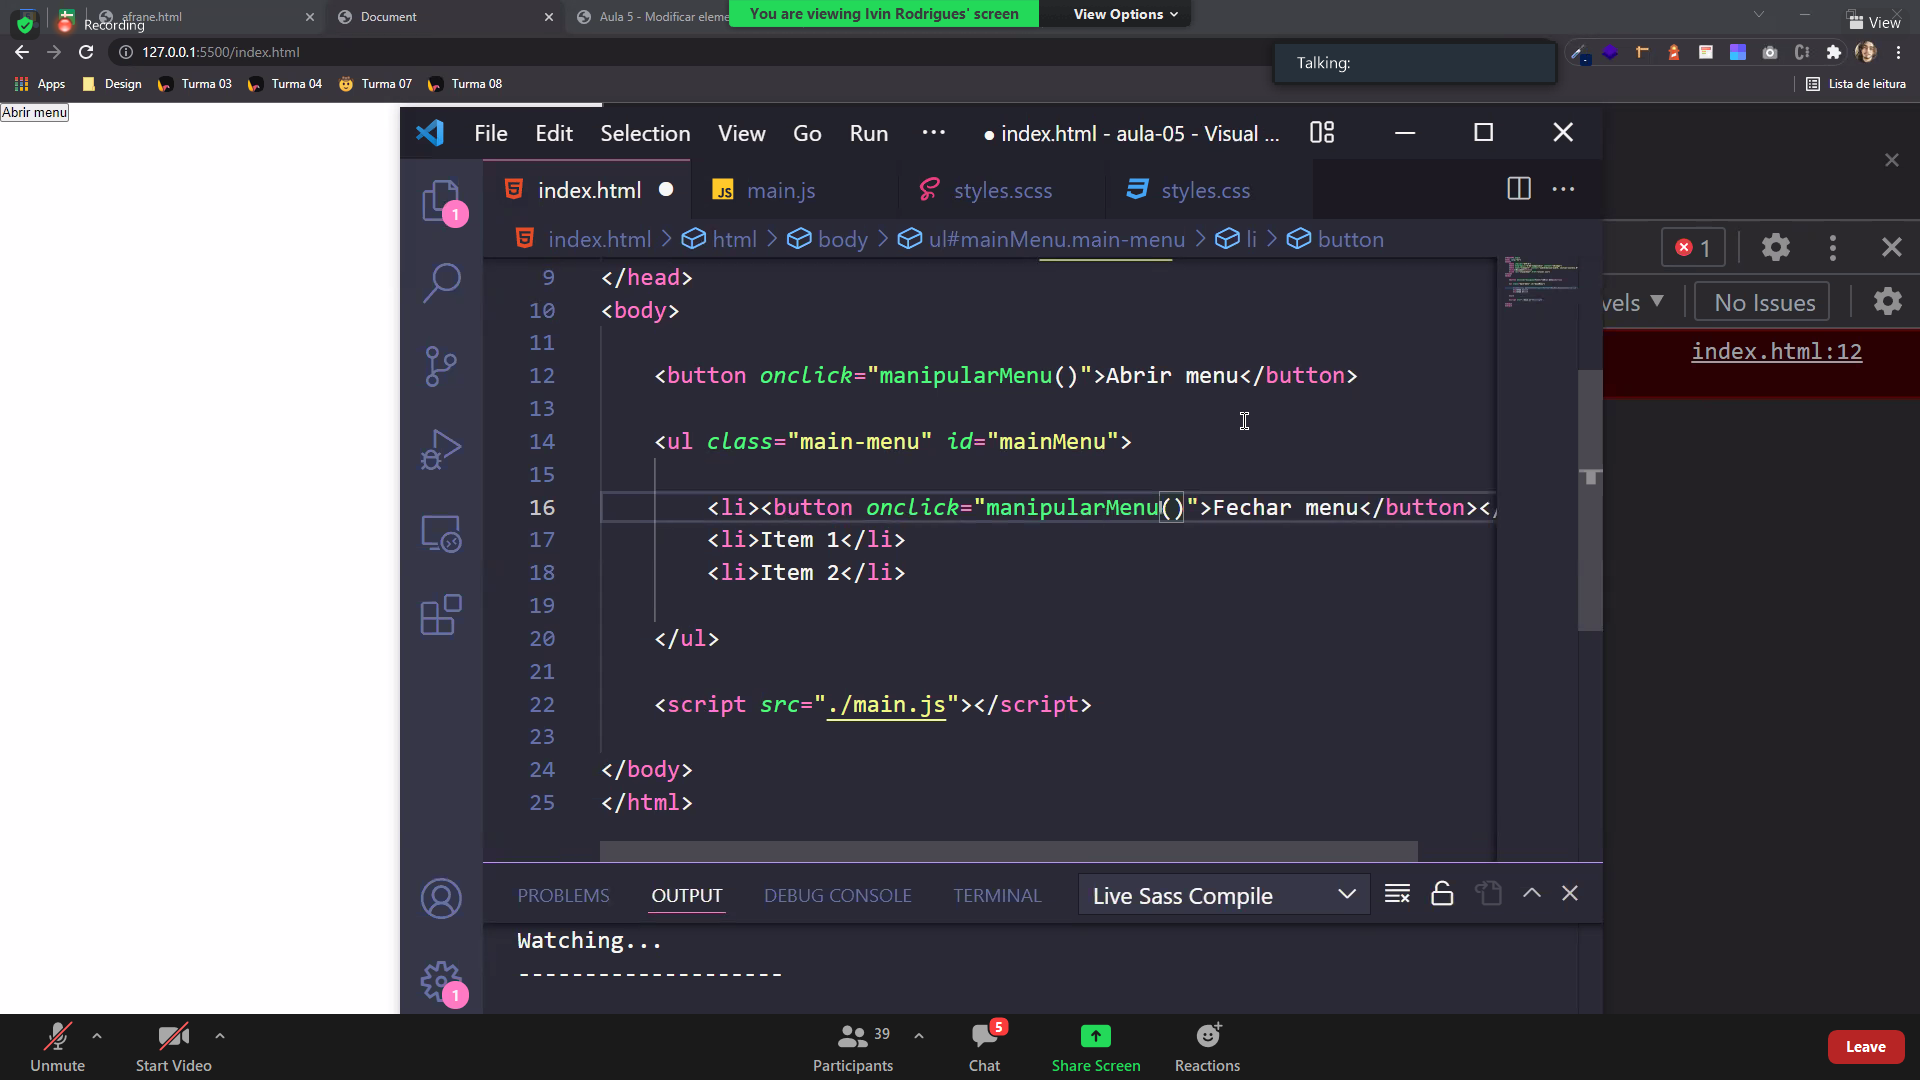 afrane.html
Document
Aula 5 - Modificar eleme
You are viewing Ivin Rodrigues' screen
View Options
Recording
View
127.0.0.1:5500/index.html
Talking:
Apps
Design
Turma 03
Turma 04
Turma 07
Turma 08
Lista de leitura
Abrir menu
File Edit Selection View Go Run ··· ● index.html - aula-05 - Visual ...
index.html ● JS main.js styles.scss styles.css
index.html > html > body > ul#mainMenu.main-menu > li > button
1
1
vels
No Issues
index.html:12
9 </head>
10 <body>
11
12 <button onclick="manipularMenu()">Abrir menu</button>
13
14 <ul class="main-menu" id="mainMenu">
15
16 <li><button onclick="manipularMenu()">Fechar menu</button></
17 <li>Item 1</li>
18 <li>Item 2</li>
19
20 </ul>
21
22 <script src="./main.js"></script>
23
24 </body>
25 </html>
PROBLEMS OUTPUT DEBUG CONSOLE TERMINAL Live Sass Compile
Watching...
--------------------
1
Unmute
Start Video
39
Participants
5
Chat
Share Screen
Reactions
Leave